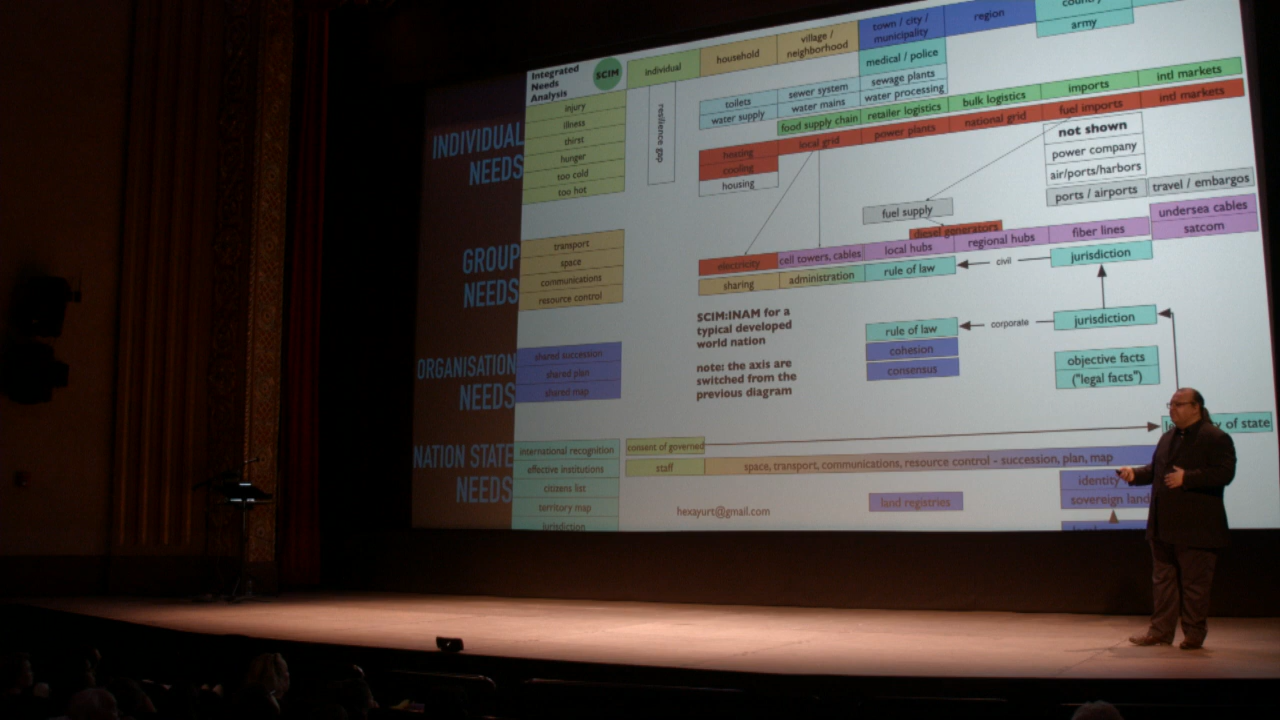 country
town / city /
municipality
region
army
village /
neighborhood
household
individual
Integrated
Needs
Analysis
SCIM
medical / police
sewage plants
water processing
sewer system
water mains
toilets
water supply
INDIVIDUAL
NEEDS
injury
illness
thirst
hunger
too cold
too hot
resilience gap
food supply chain
retailer logistics
bulk logistics
imports
intl markets
heating
cooling
housing
local grid
power plants
national grid
fuel imports
intl markets
not shown
power company
air/ports/harbors
ports / airports
travel / embargos
fuel supply
diesel generators
GROUP
NEEDS
transport
space
communications
resource control
electricity
cell towers, cables
local hubs
regional hubs
fiber lines
undersea cables
satcom
sharing
administration
rule of law
civil
jurisdiction
SCIM:INAM for a
typical developed
world nation
note: the axis are
switched from the
previous diagram
rule of law
corporate
jurisdiction
cohesion
consensus
objective facts
("legal facts")
ORGANISATION
NEEDS
shared succession
shared plan
shared map
NATION STATE
NEEDS
international recognition
effective institutions
citizens list
territory map
jurisdiction
consent of governed
y of state
staff
space, transport, communications, resource control - succession, plan, map
identity
sovereign land
land registries
hexayurt@gmail.com